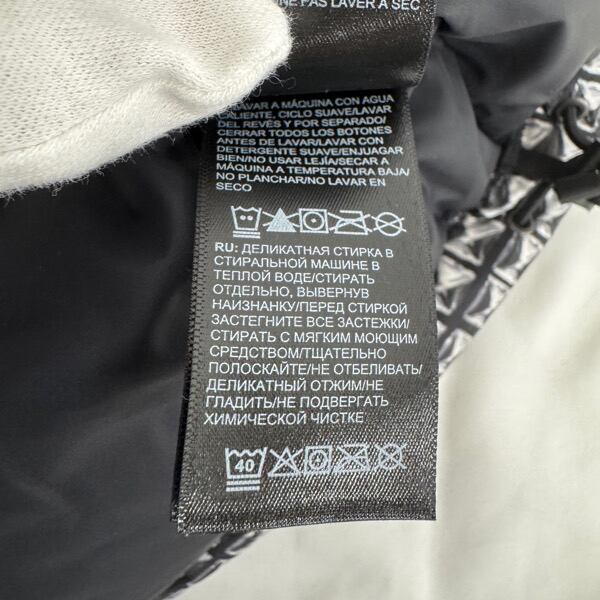 NE PAS LAVER A SEC
LAVAR A MÁQUINA CON AGUA
CALIENTE, CICLO SUAVE/LAVAR
DEL REVÉS Y POR SEPARADO/
CERRAR TODOS LOS BOTONES
ANTES DE LAVAR/LAVAR CON
DETERGENTE SUAVE/ENJUAGAR
BIEN/NO USAR LEJÍA/SECAR A
MÁQUINA A TEMPERATURA BAJA/
NO PLANCHAR/NO LAVAR EN
SECO
RU: ДЕЛИКАТНАЯ СТИРКА В
СТИРАЛЬНОЙ МАШИНЕ В
ТЕПЛОЙ ВОДЕ/СТИРАТЬ
ОТДЕЛЬНО, ВЫВЕРНУВ
НАИЗНАНКУ/ПЕРЕД СТИРКОЙ
ЗАСТЕГНИТЕ ВСЕ ЗАСТЕЖКИ/
СТИРАТЬ С МЯГКИМ МОЮЩИМ
СРЕДСТВОМ/ТЩАТЕЛЬНО
ПОЛОСКАЙТЕ/НЕ ОТБЕЛИВАТЬ/
ДЕЛИКАТНЫЙ ОТЖИМ/НЕ
ГЛАДИТЬ/НЕ ПОДВЕРГАТЬ
ХИМИЧЕСКОЙ ЧИСТКЕ
40